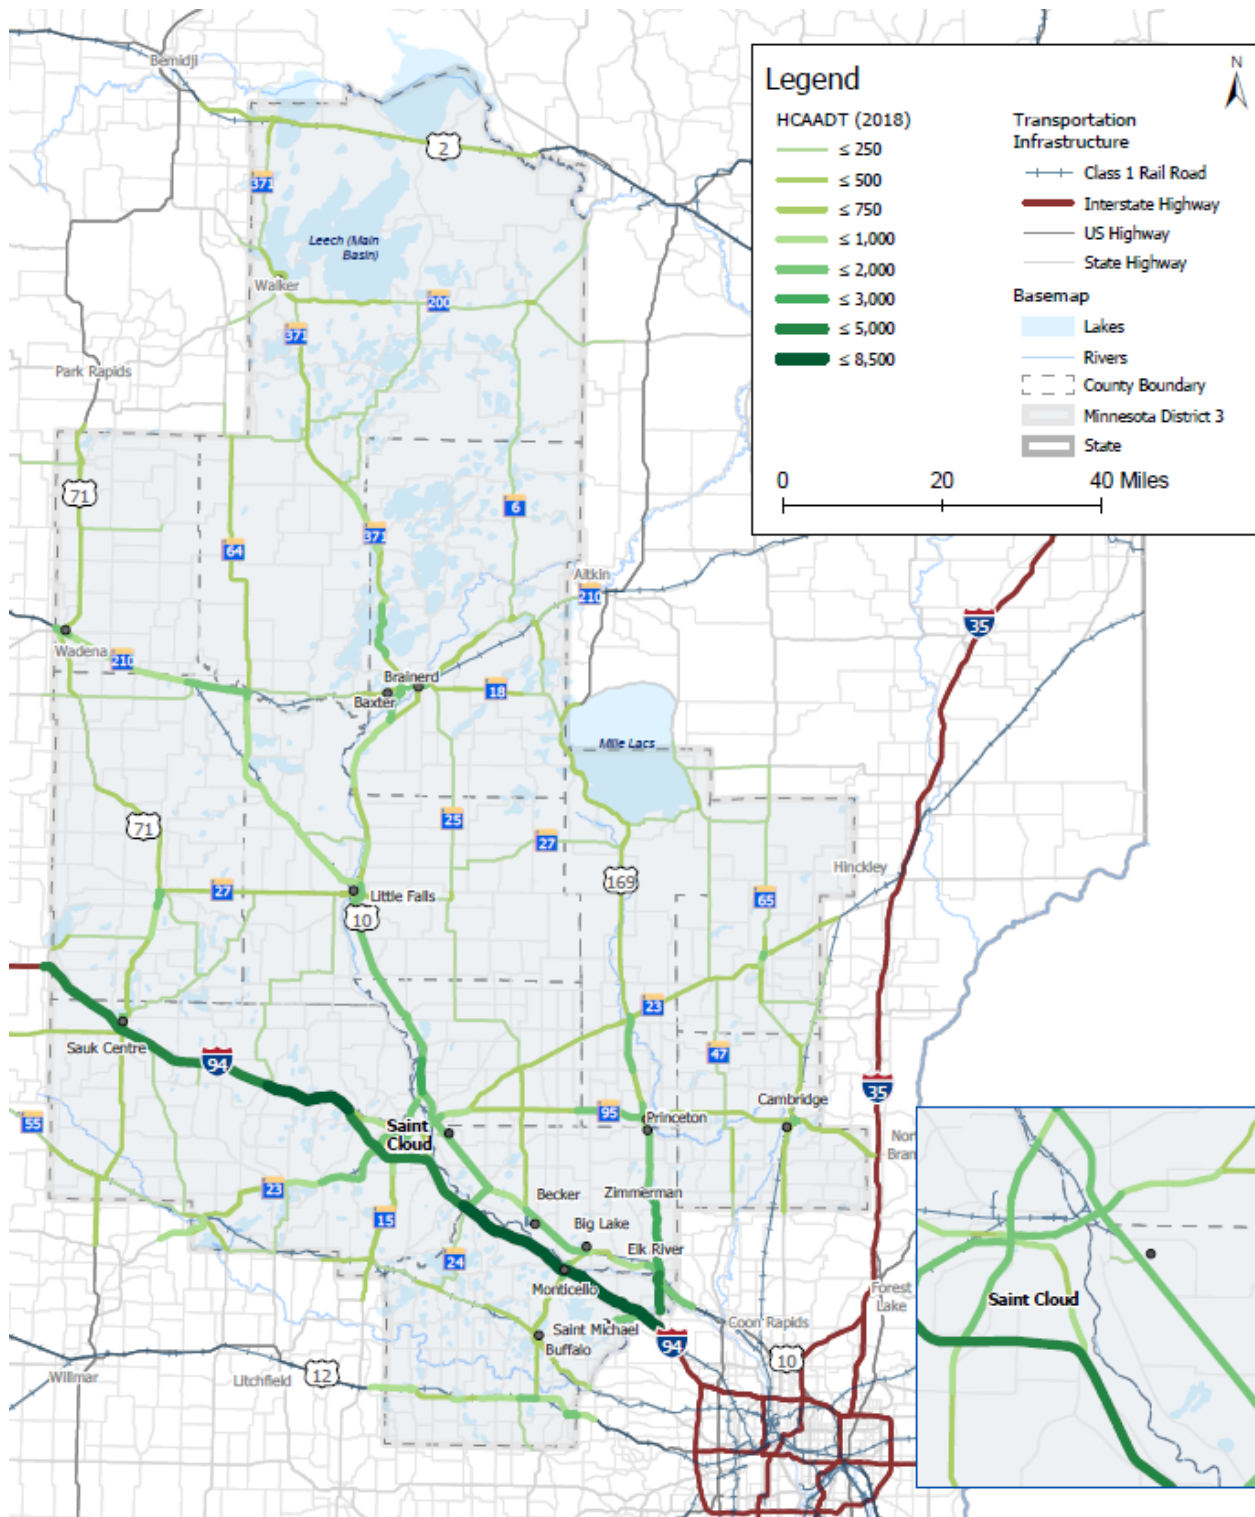 Bemidji
Legend
N
HCAADT (2018)
≤ 250
≤ 500
≤ 750
≤ 1,000
≤ 2,000
≤ 3,000
≤ 5,000
≤ 8,500
Transportation
Infrastructure
Class 1 Rail Road
Interstate Highway
US Highway
State Highway
Basemap
Lakes
Rivers
County Boundary
Minnesota District 3
State
0
20
40 Miles
2
371
Leech (Main
Basin)
Walker
200
371
Park Rapids
71
6
371
64
Aitkin
210
35
Wadena
210
Brainerd
Baxter
18
Mille Lacs
71
25
27
Hinckley
169
27
Little Falls
10
65
23
Sauk Centre
94
47
35
55
95
Princeton
Cambridge
Saint
Cloud
Nor
Bran
23
Becker
Zimmerman
15
Big Lake
24
Elk River
Monticello
Forest
Lake
Saint Cloud
Coon Rapids
Saint Michael
94
Buffalo
10
Willmar
Litchfield
12